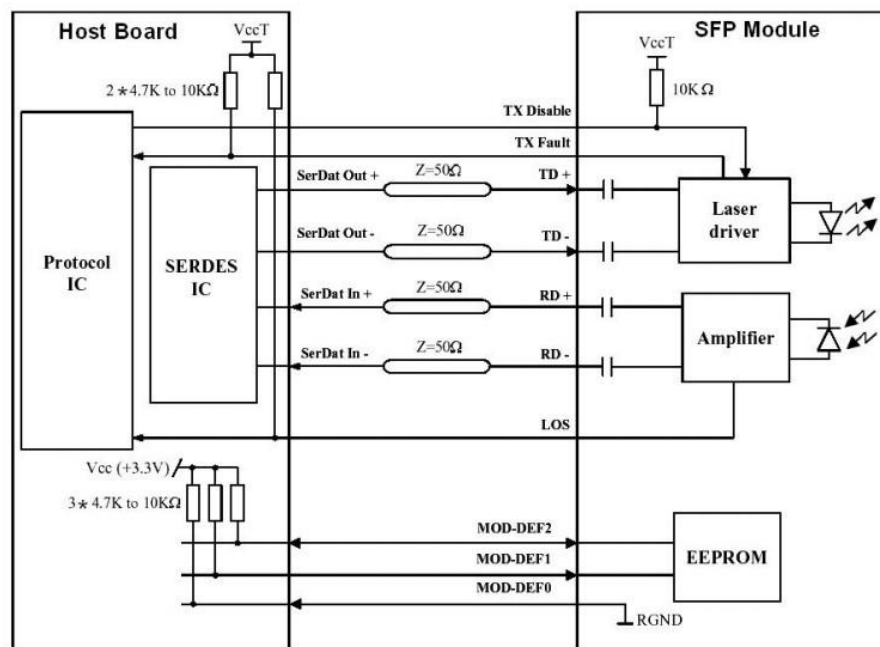 Host Board
SFP Module
VccT
VccT
2*4.7K to 10KΩ
10KΩ
TX Disable
TX Fault
SerDat Out +
Z=50Ω
TD +
SerDat Out -
Z=50Ω
TD -
Laser
driver
Protocol
IC
SERDES
IC
SerDat In +
Z=50Ω
RD +
SerDat In -
Z=50Ω
RD -
Amplifier
LOS
Vcc (+3.3V)
3*4.7K to 10KΩ
MOD-DEF2
MOD-DEF1
MOD-DEF0
EEPROM
RGND